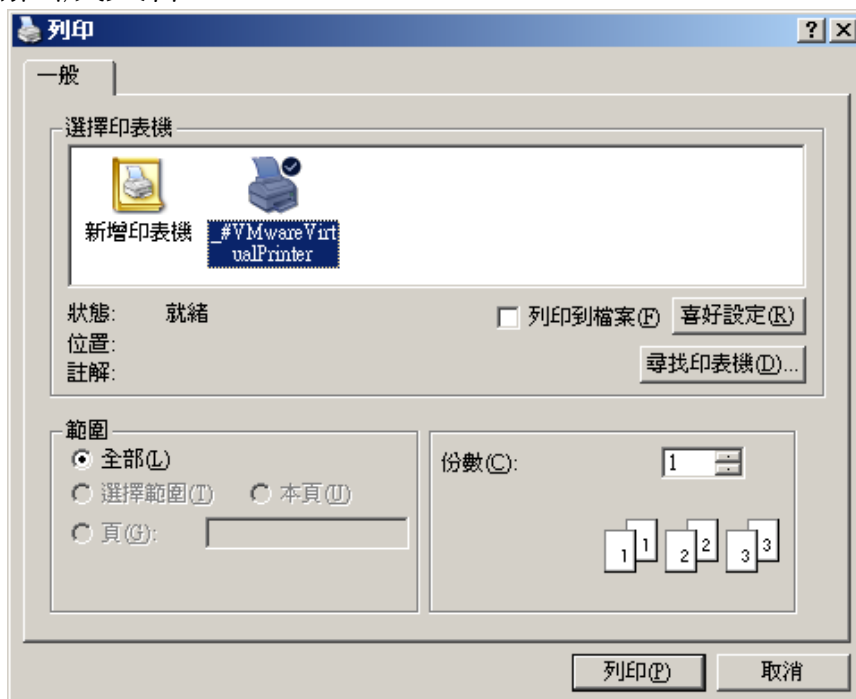 列印
一般
選擇印表機
新增印表機
_#VMwareVirt
ualPrinter
狀態: 就緒
列印到檔案(F)
喜好設定(R)
位置:
註解:
尋找印表機(D)...
範圍
全部(L)
選擇範圍(T)
本頁(U)
頁(G):
份數(C):
1
1 1 2 2 3 3
列印(P)
取消